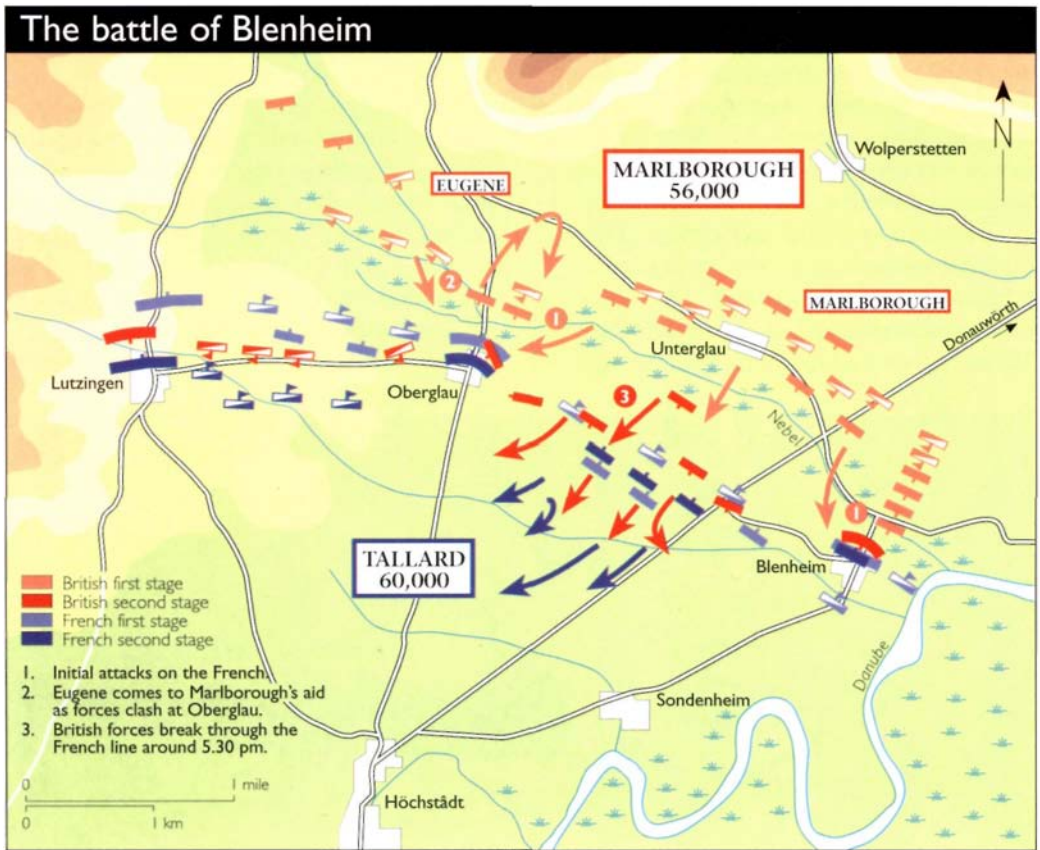 The battle of Blenheim
N
Wolperstetten
MARLBOROUGH
56,000
EUGENE
2
1
MARLBOROUGH
Donauwörth
Unterglau
Lutzingen
Oberglau
3
Nebel
1
TALLARD
60,000
Blenheim
British first stage
British second stage
French first stage
French second stage
Danube
1. Initial attacks on the French.
2. Eugene comes to Marlborough's aid
as forces clash at Oberglau.
3. British forces break through the
French line around 5.30 pm.
Sondenheim
0 1 mile
0 1 km
Höchstâdt